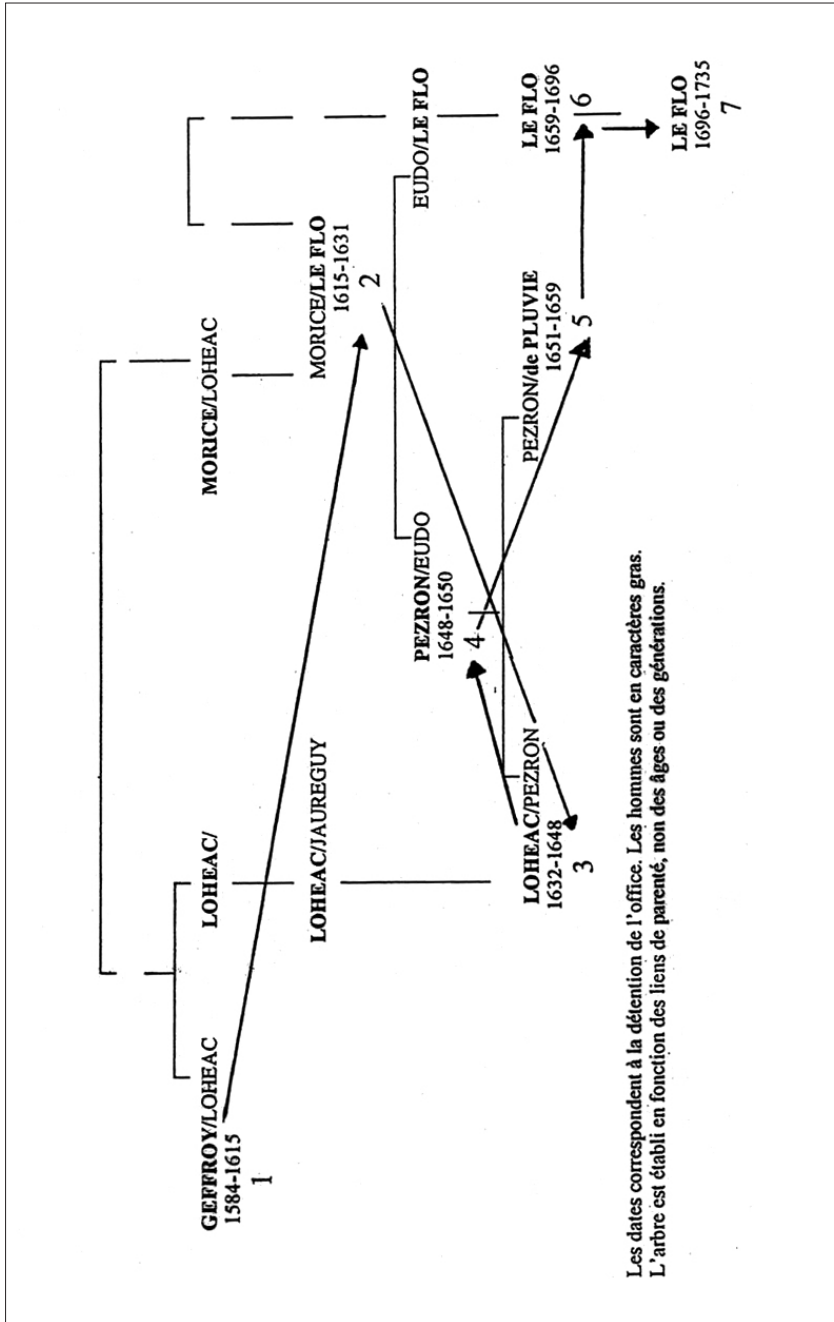 GEFFROY/LOHEAC
1584-1615
1
LOHEAC/
MORICE/LOHEAC
LOHEAC/JAUREGUY
MORICE/LE FLO
1615-1631
2
PEZRON/EUDO
1648-1650
4
EUDO/LE FLO
LOHEAC/PEZRON
1632-1648
3
PEZRON/de PLUVIE
1651-1659
5
LE FLO
1659-1696
6
LE FLO
1696-1735
7
Les dates correspondent à la détention de l'office. Les hommes sont en caractères gras.
L'arbre est établi en fonction des liens de parenté, non des âges ou des générations.